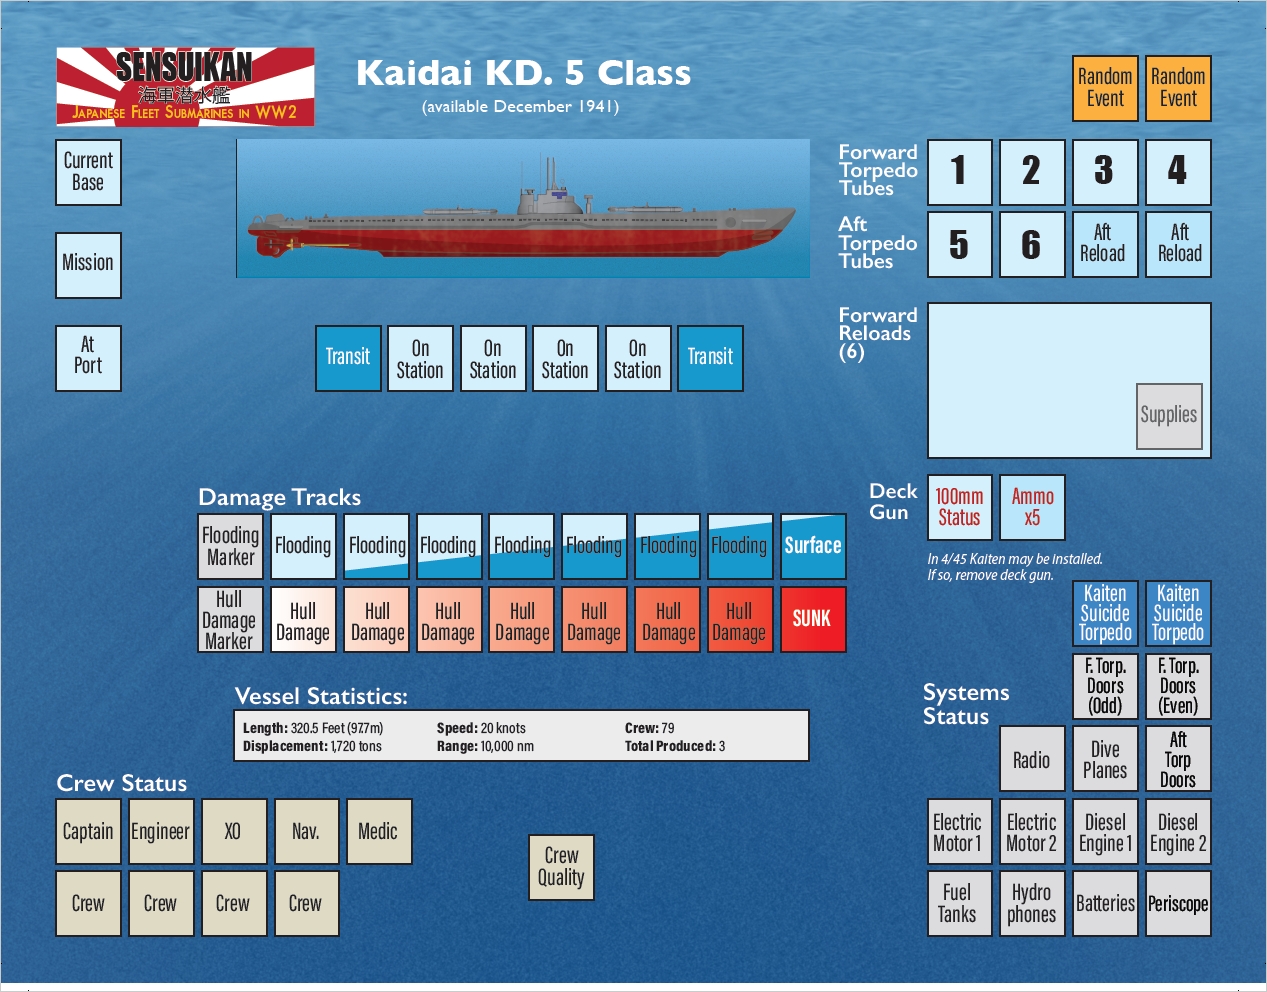 SENSUIKAN
海軍潜水艦
JAPANESE FLEET SUBMARINES IN WW2
Kaidai KD. 5 Class
(available December 1941)
Random
Event
Random
Event
Current
Base
Mission
At
Port
Forward
Torpedo
Tubes
1
2
3
4
Aft
Torpedo
Tubes
5
6
Aft
Reload
Aft
Reload
Transit
On
Station
On
Station
On
Station
On
Station
Transit
Forward
Reloads
(6)
Supplies
Deck
Gun
100mm
Status
Ammo
x5
In 4/45 Kaiten may be installed.
If so, remove deck gun.
Kaiten
Suicide
Torpedo
Kaiten
Suicide
Torpedo
Damage Tracks
Flooding
Marker
Flooding
Flooding
Flooding
Flooding
Flooding
Flooding
Flooding
Surface
Hull
Damage
Marker
Hull
Damage
Hull
Damage
Hull
Damage
Hull
Damage
Hull
Damage
Hull
Damage
Hull
Damage
SUNK
Vessel Statistics:
Length: 320.5 Feet (97.7m)
Speed: 20 knots
Crew: 79
Displacement: 1,720 tons
Range: 10,000 nm
Total Produced: 3
Systems
Status
F. Torp.
Doors
(Odd)
F. Torp.
Doors
(Even)
Radio
Dive
Planes
Aft
Torp
Doors
Electric
Motor 1
Electric
Motor 2
Diesel
Engine 1
Diesel
Engine 2
Fuel
Tanks
Hydro
phones
Batteries
Periscope
Crew Status
Captain
Engineer
XO
Nav.
Medic
Crew
Crew
Crew
Crew
Crew
Quality